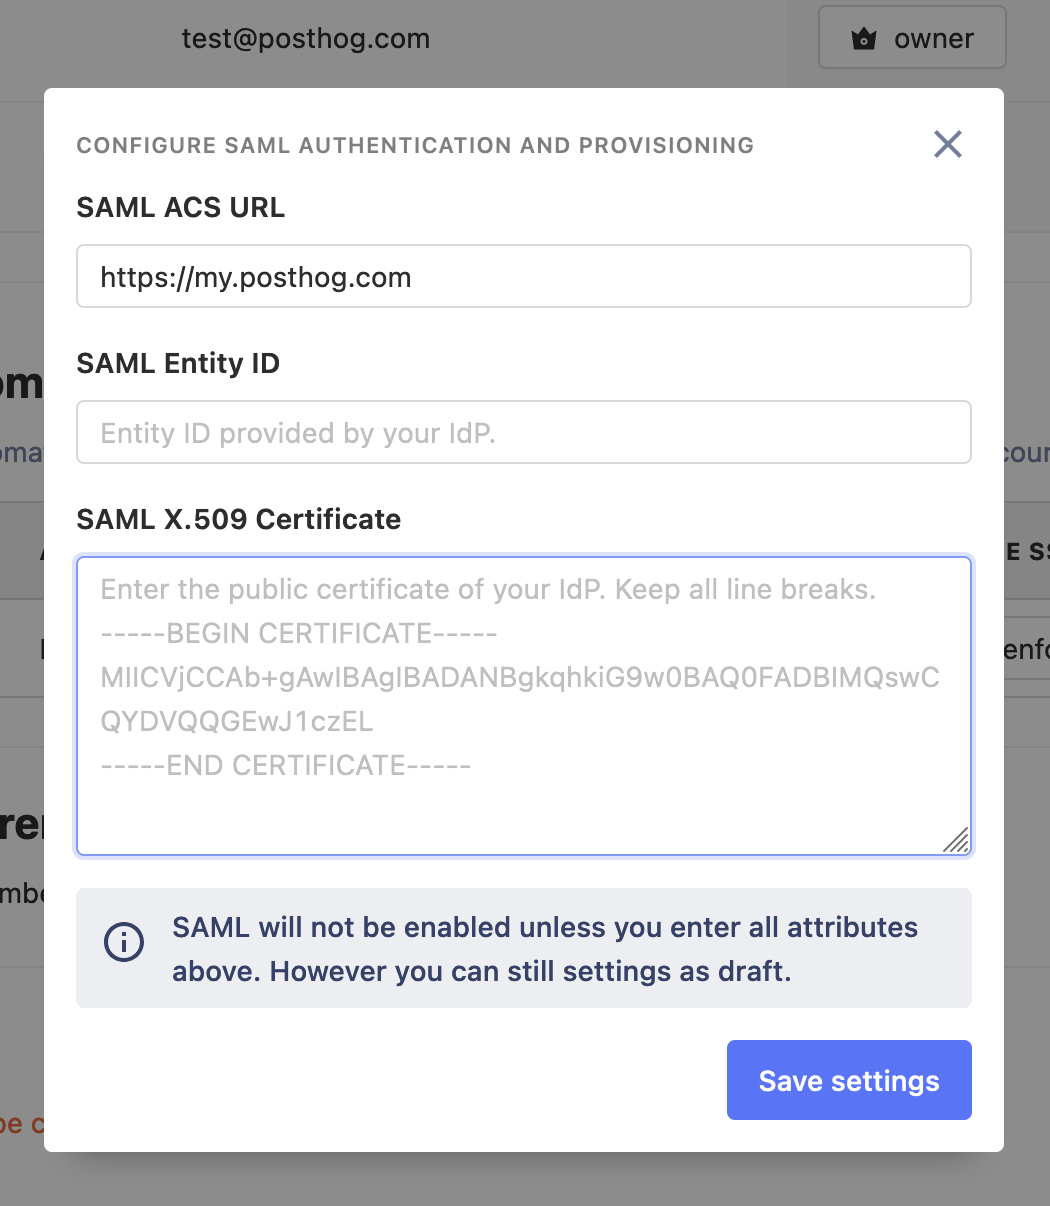 test@posthog.com
owner
CONFIGURE SAML AUTHENTICATION AND PROVISIONING
SAML ACS URL
https://my.posthog.com
SAML Entity ID
Entity ID provided by your IdP.
SAML X.509 Certificate
Enter the public certificate of your IdP. Keep all line breaks.
-----BEGIN CERTIFICATE-----
MIICVjCCAb+gAwIBAgIBADANBgkqhkiG9w0BAQ0FADBIMQswC
QYDVQQGEwJ1czEL
-----END CERTIFICATE-----
SAML will not be enabled unless you enter all attributes
above. However you can still settings as draft.
Save settings